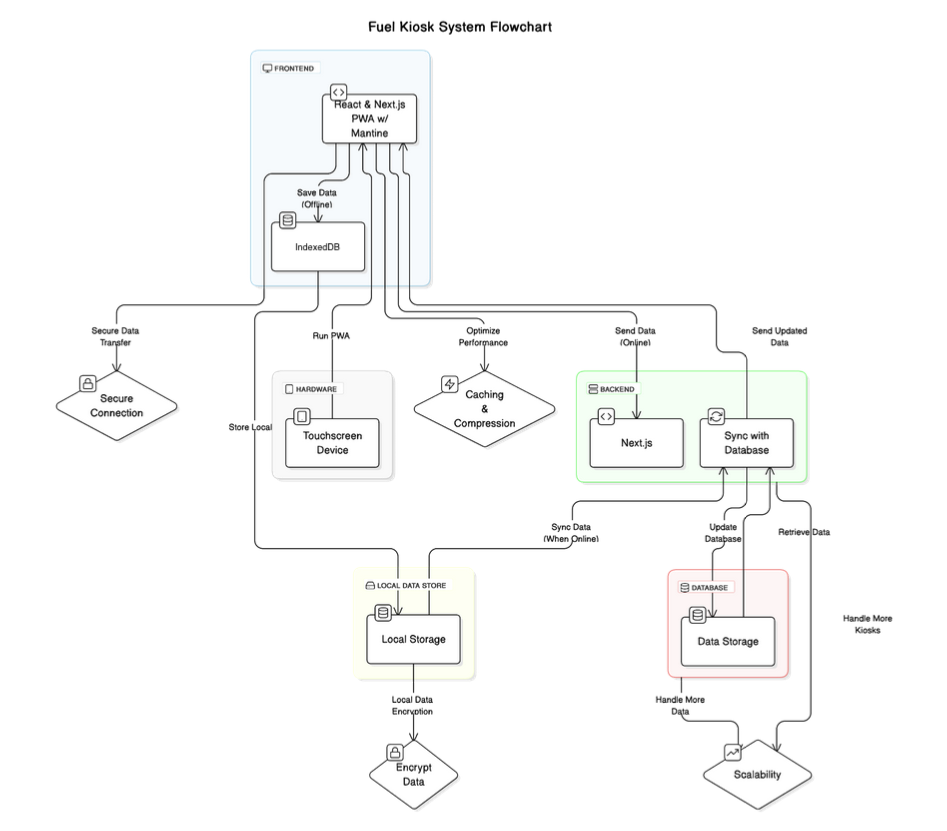 Fuel Kiosk System Flowchart
FRONTEND
React & Next.js
PWA w/
Mantine
Save Data
(Offline)
IndexedDB
Secure Data
Transfer
Run PWA
Optimize
Performance
Send Data
(Online)
Send Updated
Data
Secure
Connection
HARDWARE
Touchscreen
Device
Caching
&
Compression
BACKEND
Next.js
Sync with
Database
Store Local
Sync Data
(When Online)
Update
Database
Retrieve Data
LOCAL DATA STORE
Local Storage
DATABASE
Data Storage
Handle More
Kiosks
Local Data
Encryption
Handle More
Data
Encrypt
Data
Scalability